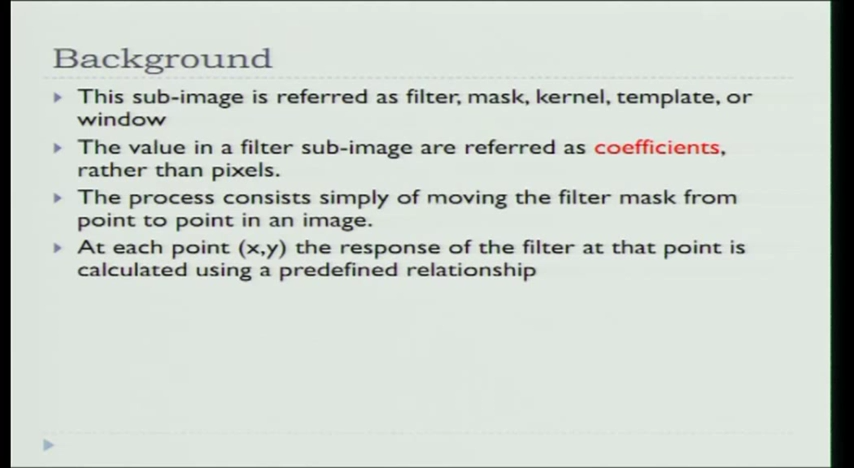 Background
This sub-image is referred as filter, mask, kernel, template, or
window
The value in a filter sub-image are referred as coefficients,
rather than pixels.
The process consists simply of moving the filter mask from
point to point in an image.
At each point (x,y) the response of the filter at that point is
calculated using a predefined relationship